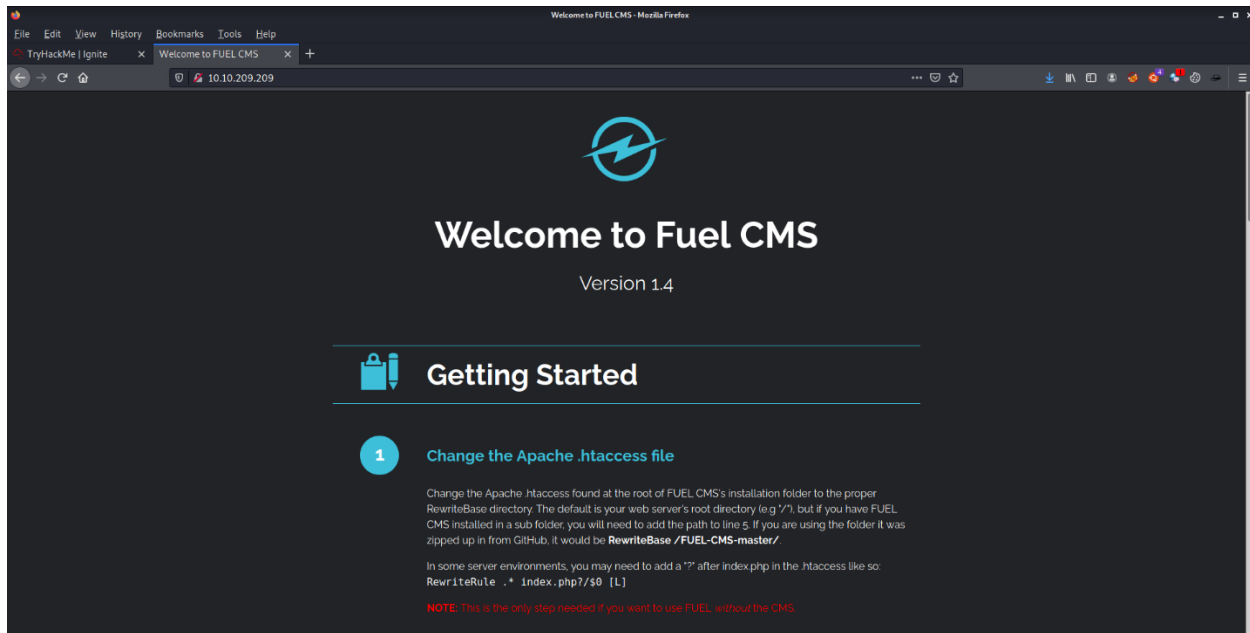 Welcome to FUEL CMS - Mozilla Firefox
File Edit View History Bookmarks Tools Help
TryHackMe | Ignite Welcome to FUEL CMS
10.10.209.209
Welcome to Fuel CMS
Version 1.4
Getting Started
1
Change the Apache .htaccess file
Change the Apache .htaccess found at the root of FUEL CMS's installation folder to the proper
RewriteBase directory. The default is your web server's root directory (e.g "/"), but if you have FUEL
CMS installed in a sub folder, you will need to add the path to line 5. If you are using the folder it was
zipped up in from GitHub, it would be RewriteBase /FUEL-CMS-master/.
In some server environments, you may need to add a "?" after index.php in the .htaccess like so:
RewriteRule .* index.php?/$0 [L]
NOTE: This is the only step needed if you want to use FUEL without the CMS.